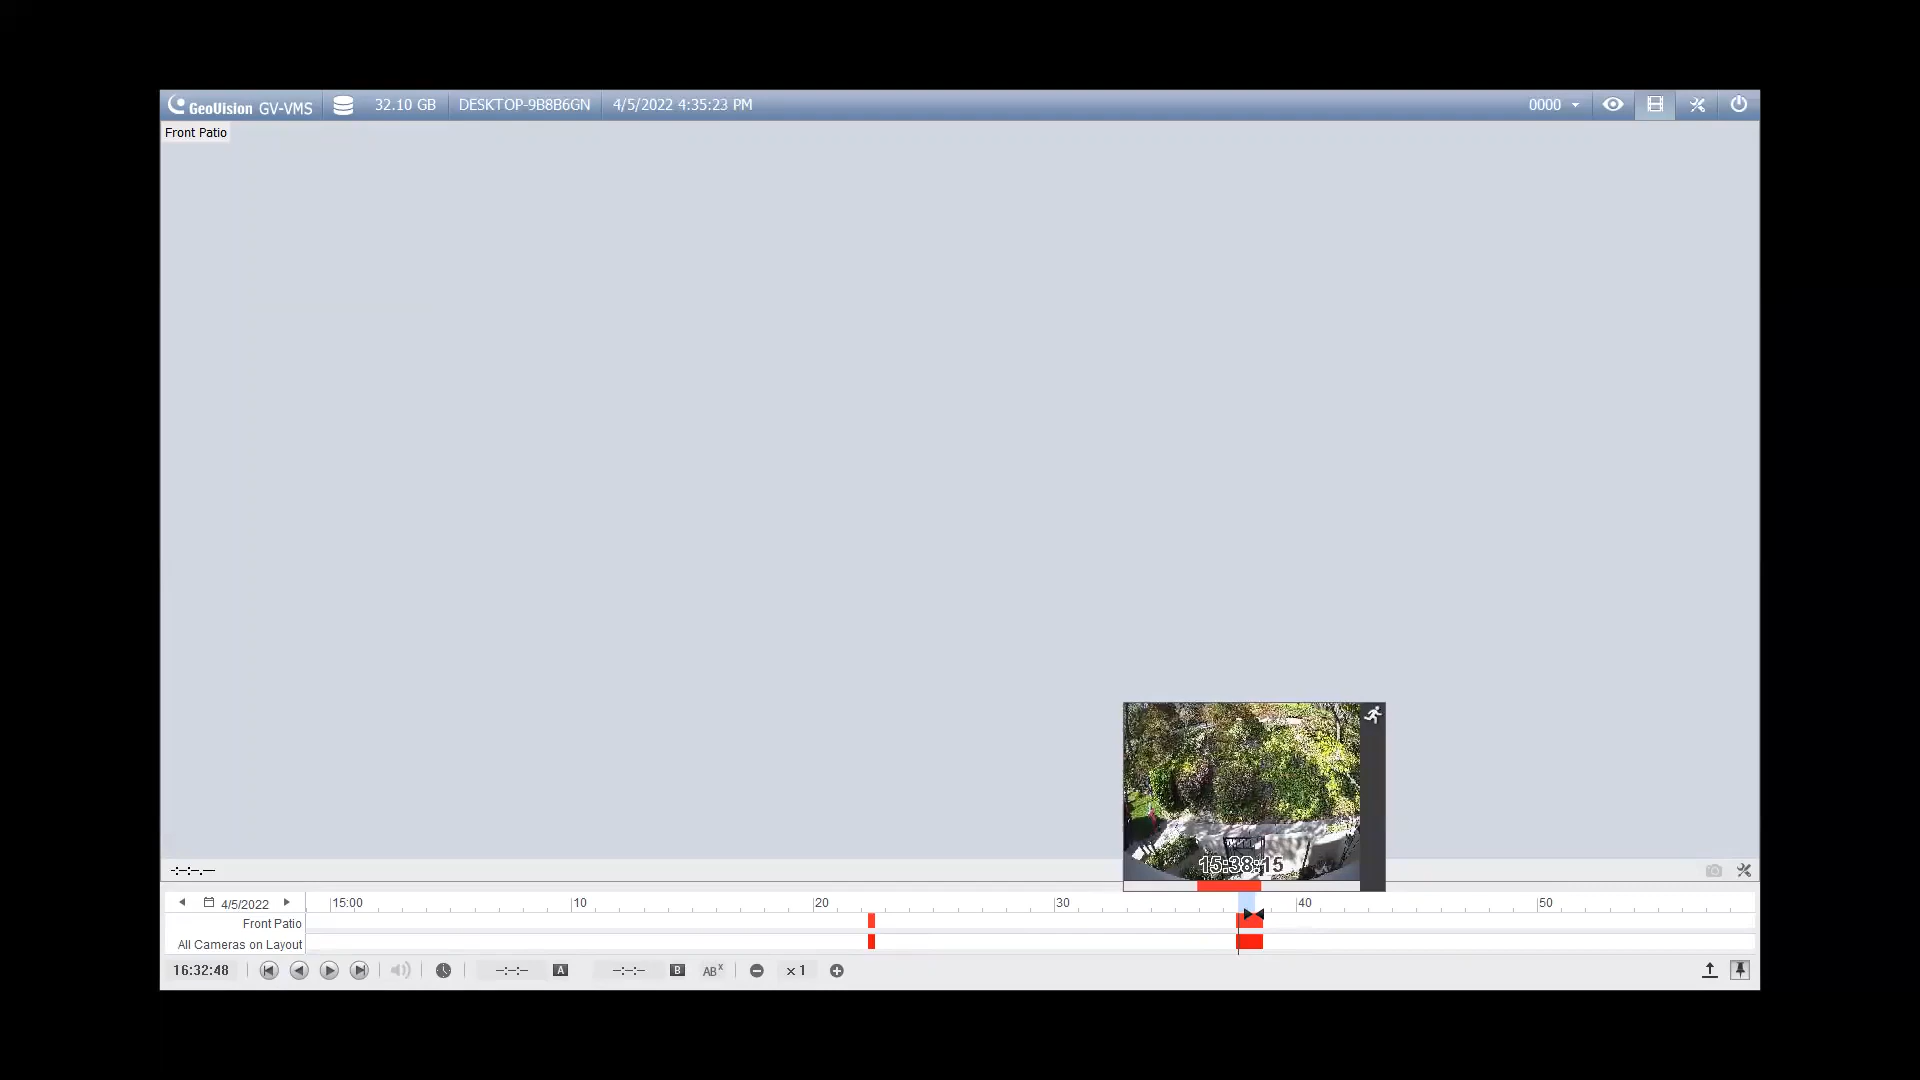 GeoVision GV-VMS 32.10 GB DESKTOP-9B8B6GN 4/5/2022 4:35:23 PM 0000
Front Patio
15:38:15
-:-:-.--
4/5/2022 15:00 10 20 30 40 50
Front Patio
All Cameras on Layout
16:32:48 --:--:-- A --:--:-- B ABx x 1